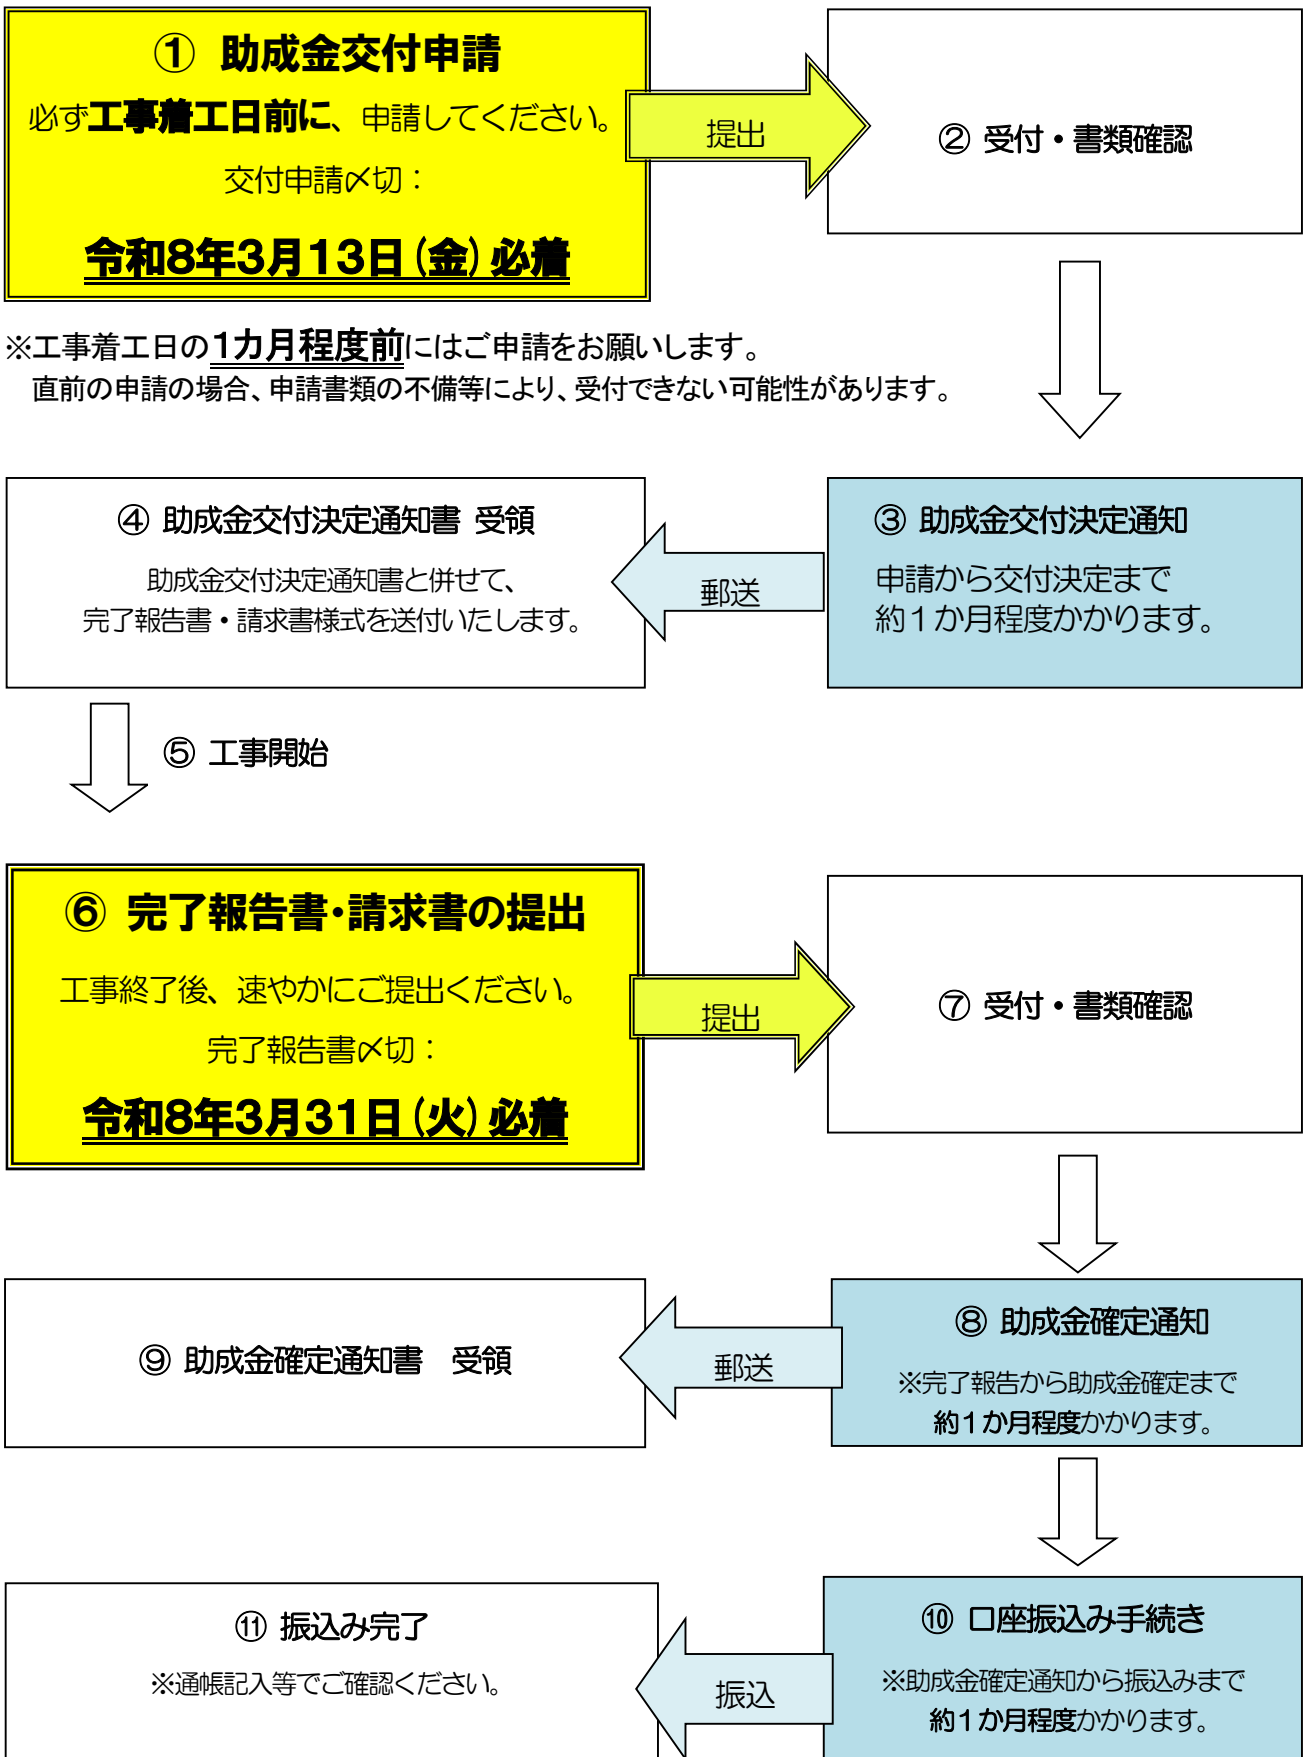 ① 助成金交付申請
必ず工事着工日前に、申請してください。
交付申請〆切：
令和8年3月13日(金)必着
提出
② 受付・書類確認
※工事着工日の1カ月程度前にはご申請をお願いします。
直前の申請の場合、申請書類の不備等により、受付できない可能性があります。
④ 助成金交付決定通知書 受領
助成金交付決定通知書と併せて、
完了報告書・請求書様式を送付いたします。
郵送
③ 助成金交付決定通知
申請から交付決定まで
約１か月程度かかります。
⑤ 工事開始
⑥ 完了報告書・請求書の提出
工事終了後、速やかにご提出ください。
完了報告書〆切：
令和8年3月31日(火)必着
提出
⑦ 受付・書類確認
⑨ 助成金確定通知書　受領
郵送
⑧ 助成金確定通知
※完了報告から助成金確定まで
約１か月程度かかります。
⑪ 振込み完了
※通帳記入等でご確認ください。
振込
⑩ 口座振込み手続き
※助成金確定通知から振込みまで
約１か月程度かかります。